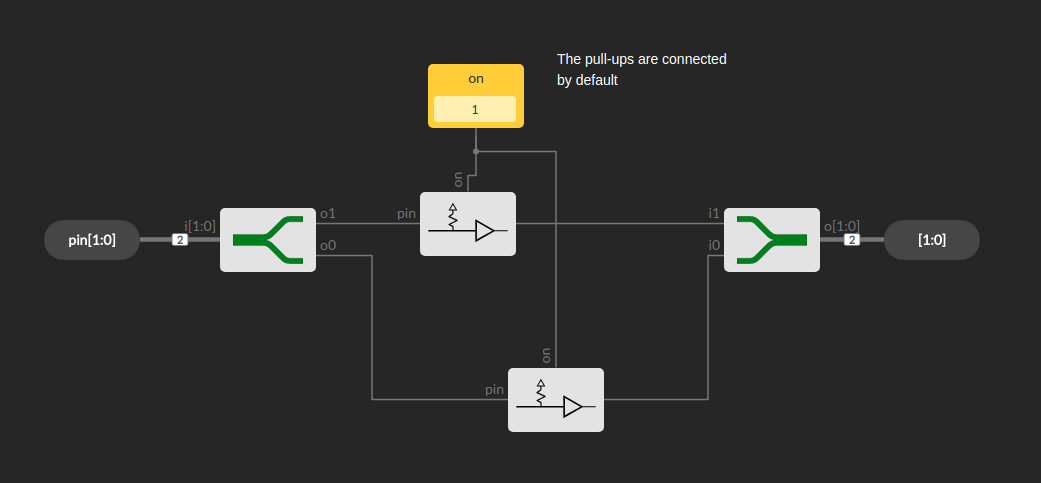 The pull-ups are connected
by default
on
1
on
pin[1:0]
i[1:0]
2
o1
o0
pin
i1
i0
o[1:0]
2
[1:0]
on
pin